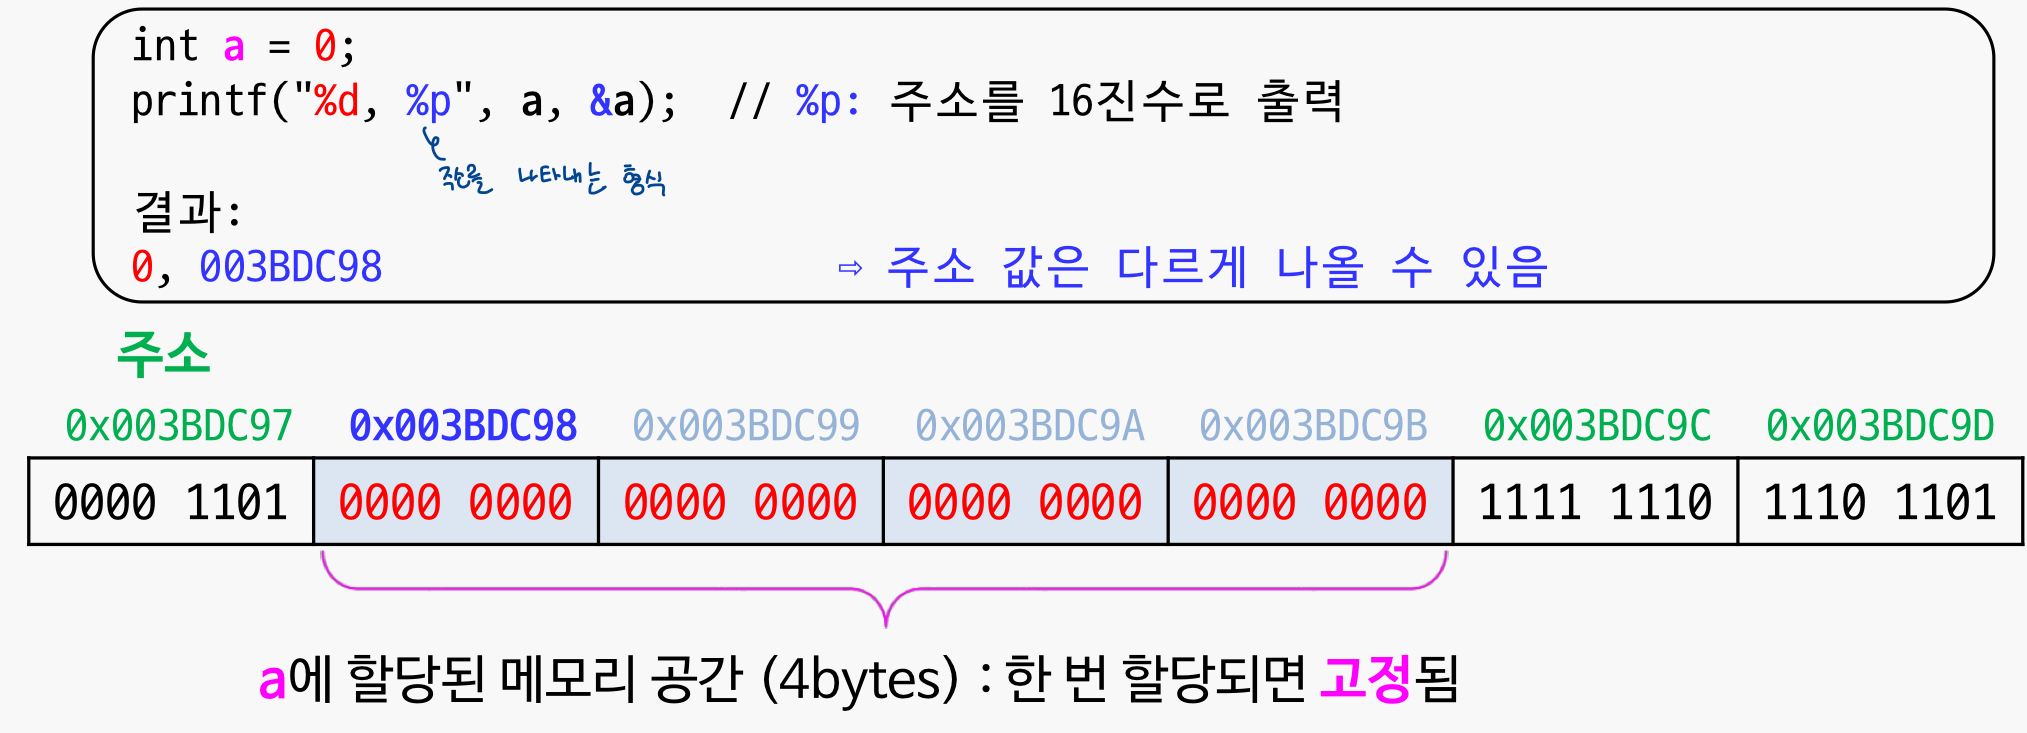 int a = 0;
printf("%d, %p", a, &a); // %p: 주소를 16진수로 출력
주소를 나타내는 형식
결과:
0, 003BDC98 ⇨ 주소 값은 다르게 나올 수 있음
주소
0x003BDC97 0x003BDC98 0x003BDC99 0x003BDC9A 0x003BDC9B 0x003BDC9C 0x003BDC9D
0000 1101 0000 0000 0000 0000 0000 0000 0000 0000 1111 1110 1110 1101
a에 할당된 메모리 공간 (4bytes) : 한 번 할당되면 고정됨